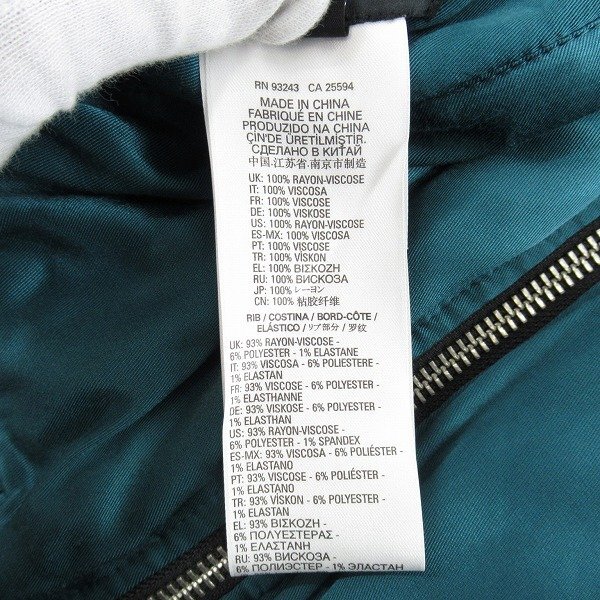 RN 93243 CA 25594
MADE IN CHINA
FABRIQUÉ EN CHINE
PRODUZIDO NA CHINA
ÇİN'DE ÜRETİLMİŞTİR.
СДЕЛАНО В КИТАЙ
中国.江苏省.南京市制造
UK: 100% RAYON-VISCOSE
IT: 100% VISCOSA
FR: 100% VISCOSE
DE: 100% VISKOSE
US: 100% RAYON-VISCOSE
ES-MX: 100% VISCOSA
PT: 100% VISCOSE
TR: 100% VİSKON
EL: 100% ΒΙΣΚΟΖΗ
RU: 100% ВИСКОЗА
JP: 100% レーヨン
CN: 100% 粘胶纤维
RIB / COSTINA / BORD-CÔTE /
ELÁSTICO / リブ部分 / 罗纹
UK: 93% RAYON-VISCOSE -
6% POLYESTER - 1% ELASTANE
IT: 93% VISCOSA - 6% POLIESTERE -
1% ELASTAN
FR: 93% VISCOSE - 6% POLYESTER -
1% ELASTHANNE
DE: 93% VISKOSE - 6% POLYESTER -
1% ELASTHAN
US: 93% RAYON-VISCOSE -
6% POLYESTER - 1% SPANDEX
ES-MX: 93% VISCOSA - 6% POLIÉSTER -
1% ELASTANO
PT: 93% VISCOSE - 6% POLIÉSTER -
1% ELASTANO
TR: 93% VİSKON - 6% POLYESTER -
1% ELASTAN
EL: 93% ΒΙΣΚΟΖΗ -
6% ΠΟΛΥΕΣΤΕΡΑΣ -
1% ΕΛΑΣΤΑΝΗ
RU: 93% ВИСКОЗА -
6% ПОЛИЭСТЕР - 1% ЭЛАСТАН